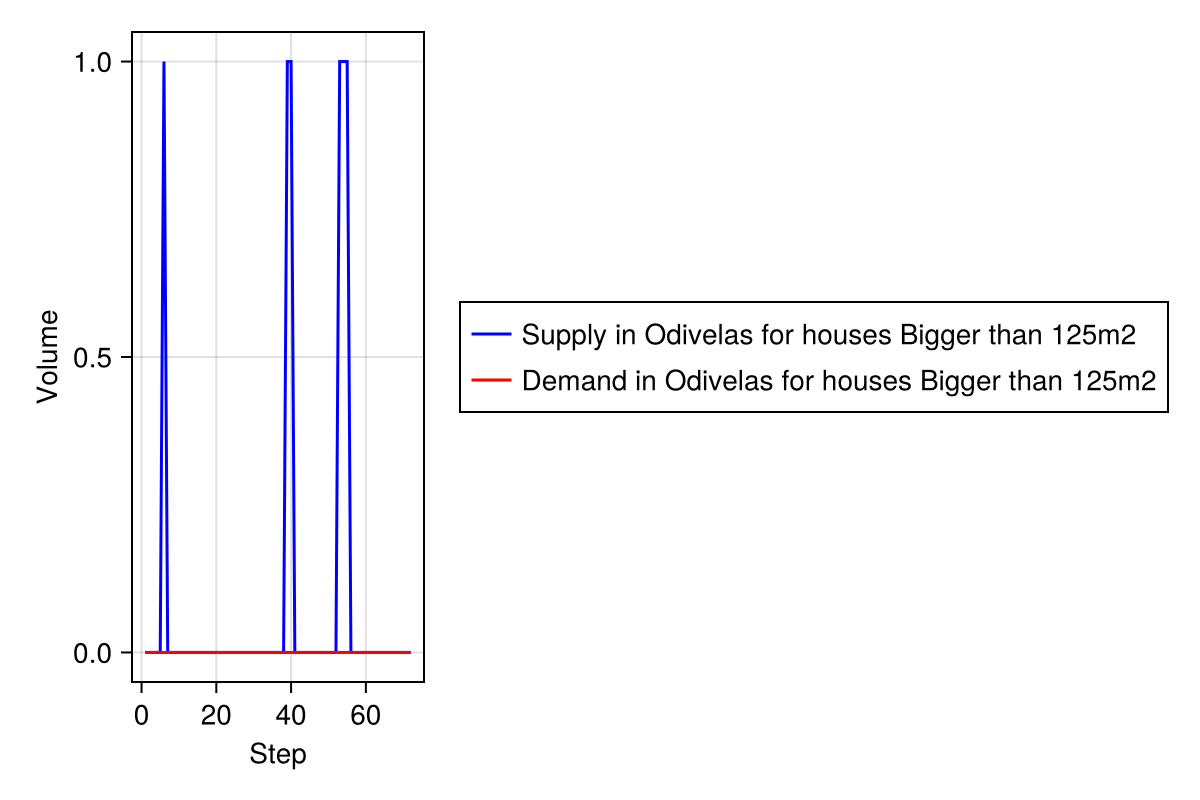 1.0
0.5
0.0
Volume
0 20 40 60
Step
Supply in Odivelas for houses Bigger than 125m2
Demand in Odivelas for houses Bigger than 125m2